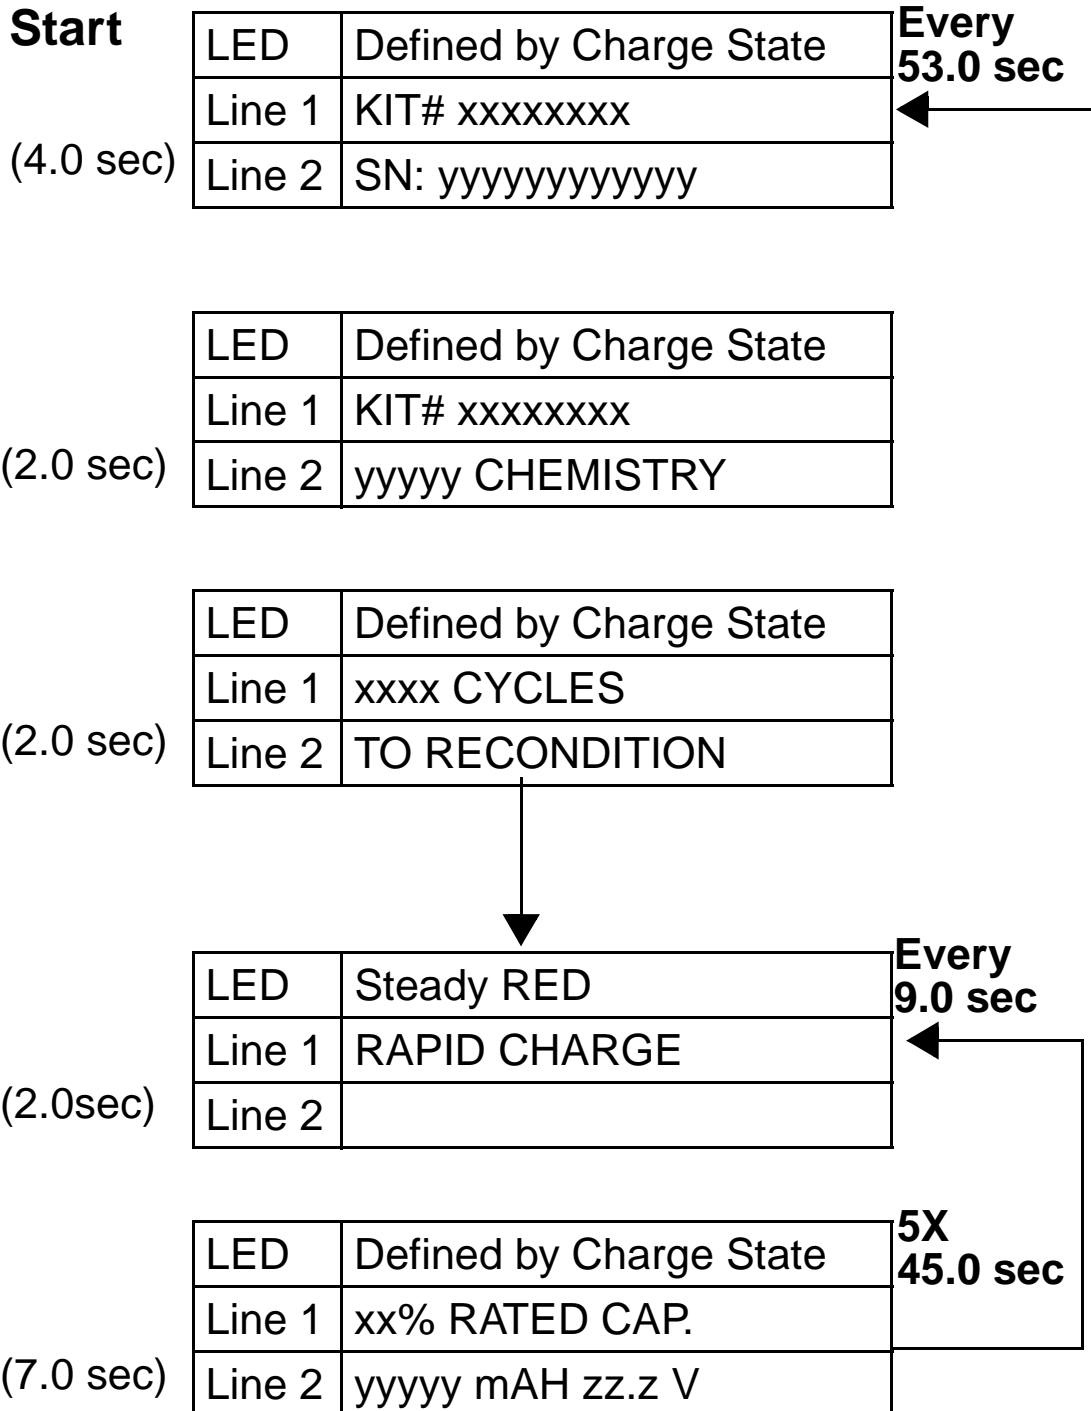 Start
LED Defined by Charge State
Every
53.0 sec
Line 1 KIT# xxxxxxxx
(4.0 sec)
Line 2 SN: yyyyyyyyyyyy
LED Defined by Charge State
Line 1 KIT# xxxxxxxx
(2.0 sec)
Line 2 yyyyy CHEMISTRY
LED Defined by Charge State
Line 1 xxxx CYCLES
(2.0 sec)
Line 2 TO RECONDITION
LED Steady RED
Every
9.0 sec
Line 1 RAPID CHARGE
(2.0sec)
Line 2
LED Defined by Charge State
5X
45.0 sec
Line 1 xx% RATED CAP.
(7.0 sec)
Line 2 yyyyy mAH zz.z V